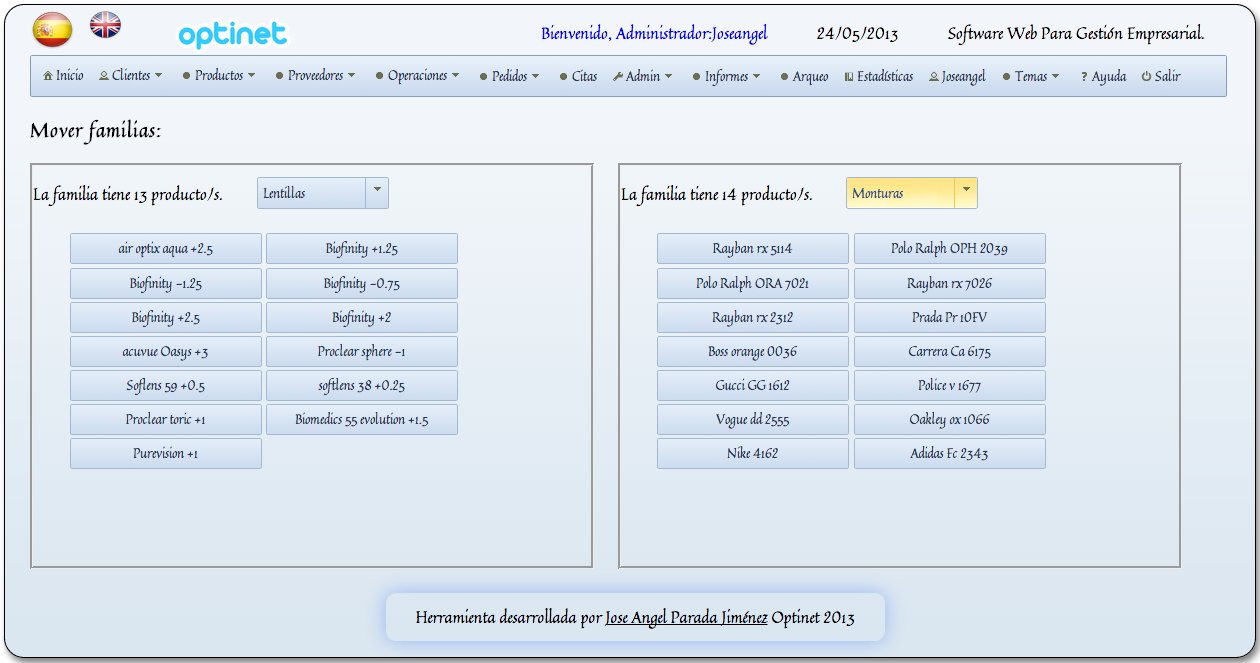 optinet
Bienvenido, Administrador:Joseangel
24/05/2013
Software Web Para Gestión Empresarial.
Inicio Clientes Productos Proveedores Operaciones Pedidos Citas Admin Informes Arqueo Estadísticas Joseangel Temas ? Ayuda Salir
Mover familias:
La familia tiene 13 producto/s. Lentillas
air optix aqua +2.5 Biofinity +1.25
Biofinity -1.25 Biofinity -0.75
Biofinity +2.5 Biofinity +2
acuvue Oasys +3 Proclear sphere -1
Soflens 59 +0.5 softlens 38 +0.25
Proclear toric +1 Biomedics 55 evolution +1.5
Purevision +1
La familia tiene 14 producto/s. Monturas
Rayban rx 5114 Polo Ralph OPH 2039
Polo Ralph ORA 7021 Rayban rx 7026
Rayban rx 2312 Prada Pr 10FV
Boss orange 0036 Carrera Ca 6175
Gucci GG 1612 Police v 1677
Vogue dd 2555 Oakley ox 1066
Nike 4162 Adidas Fc 2343
Herramienta desarrollada por Jose Angel Parada Jiménez Optinet 2013